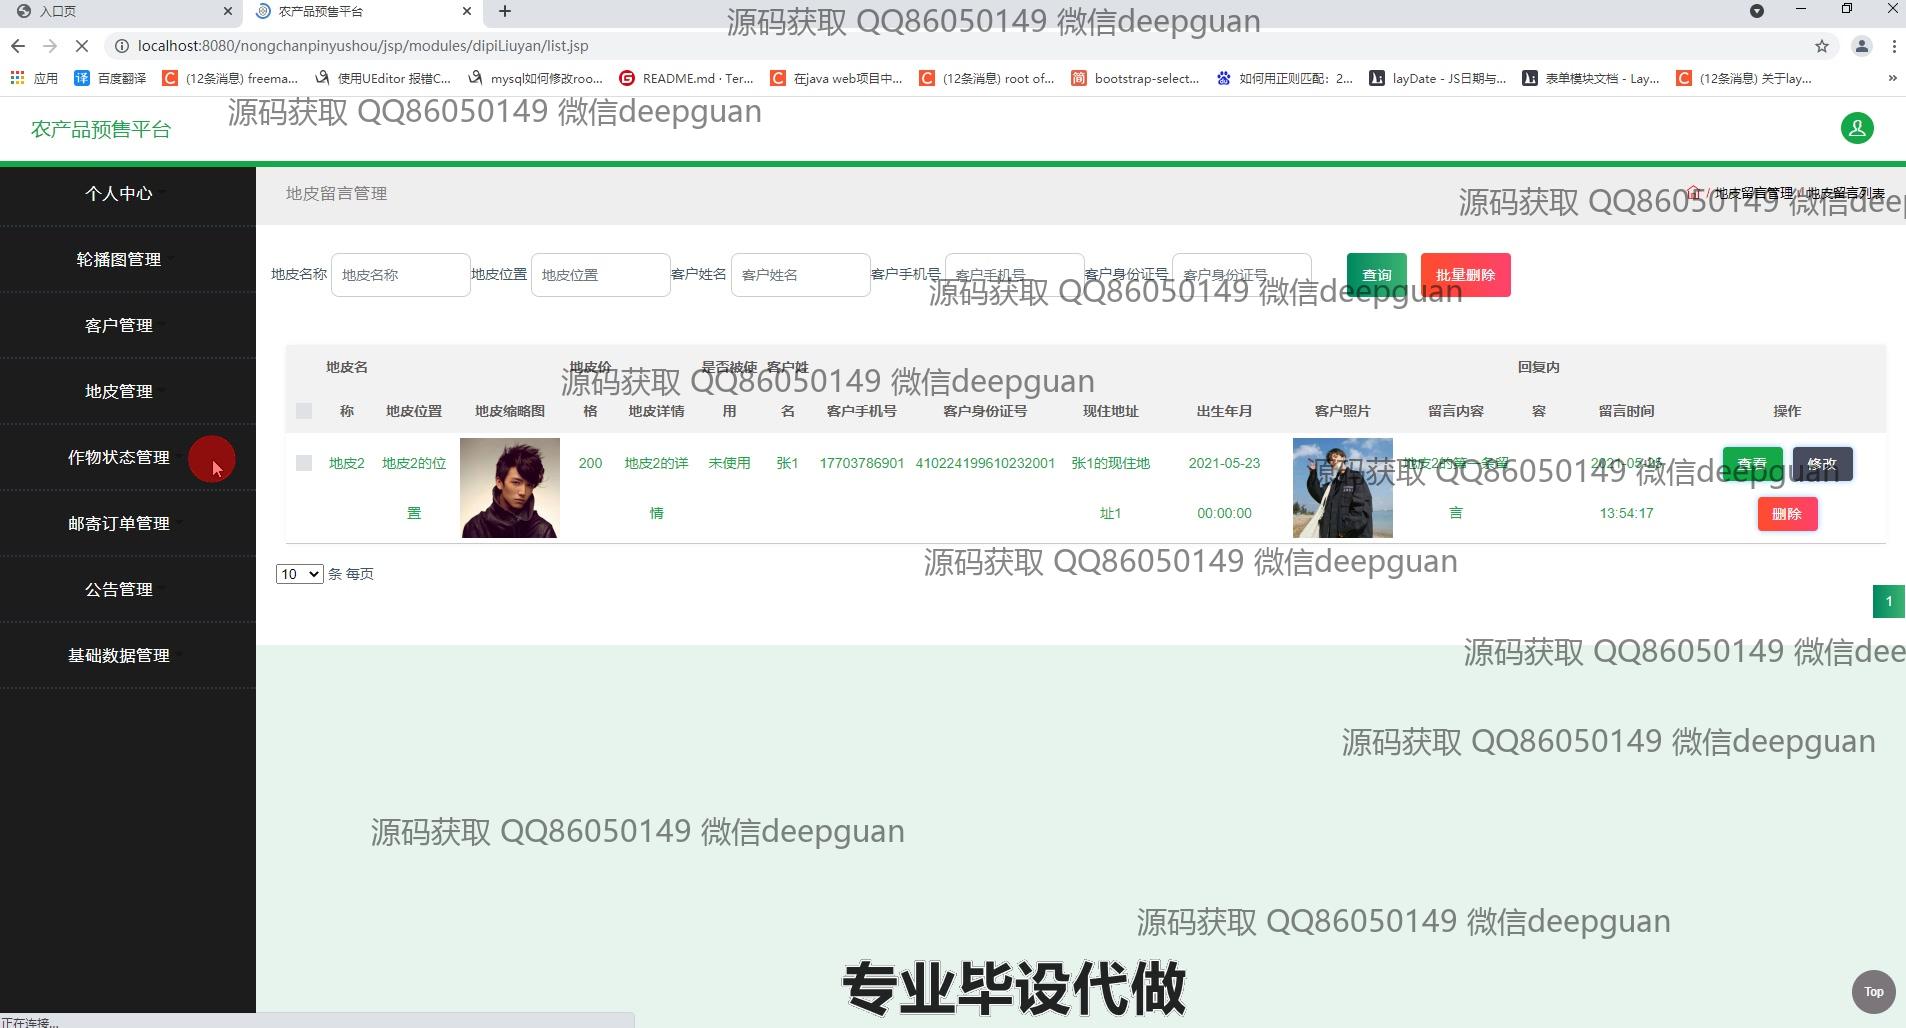 入口页
农产品预售平台
源码获取 QQ86050149 微信deepguan
localhost:8080/nongchanpinyushou/jsp/modules/dipiLiuyan/list.jsp
应用 百度翻译 (12条消息) freema... 使用UEditor 报错C... mysql如何修改roo... README.md · Ter... 在java web项目中... (12条消息) root of... bootstrap-select... 如何用正则匹配：2... layDate - JS日期与... 表单模块文档 - Lay... (12条消息) 关于lay... »
源码获取 QQ86050149 微信deepguan
农产品预售平台
个人中心
轮播图管理
客户管理
地皮管理
作物状态管理
邮寄订单管理
公告管理
基础数据管理
地皮留言管理
/ 地皮留言管理 / 地皮留言列表
源码获取 QQ86050149 微信deep
地皮名称 地皮名称 地皮位置 地皮位置 客户姓名 客户姓名 客户手机号 客户手机号 客户身份证号 客户身份证号 查询 批量删除
源码获取 QQ86050149 微信deepguan
地皮名 地皮价 是否被使 客户姓 回复内
源码获取 QQ86050149 微信deepguan
称 地皮位置 地皮缩略图 格 地皮详情 用 名 客户手机号 客户身份证号 现住地址 出生年月 客户照片 留言内容 容 留言时间 操作
地皮2 地皮2的位 200 地皮2的详 未使用 张1 17703786901 410224199610232001 张1的现住地 2021-05-23 地皮2的第一条留 2021-05-25 查看 修改
源码获取 QQ86050149 微信deepguan
置 情 址1 00:00:00 言 13:54:17 删除
源码获取 QQ86050149 微信deepguan
10 条 每页
1
源码获取 QQ86050149 微信dee
源码获取 QQ86050149 微信deepguan
源码获取 QQ86050149 微信deepguan
源码获取 QQ86050149 微信deepguan
专业毕设代做
Top
正在连接...